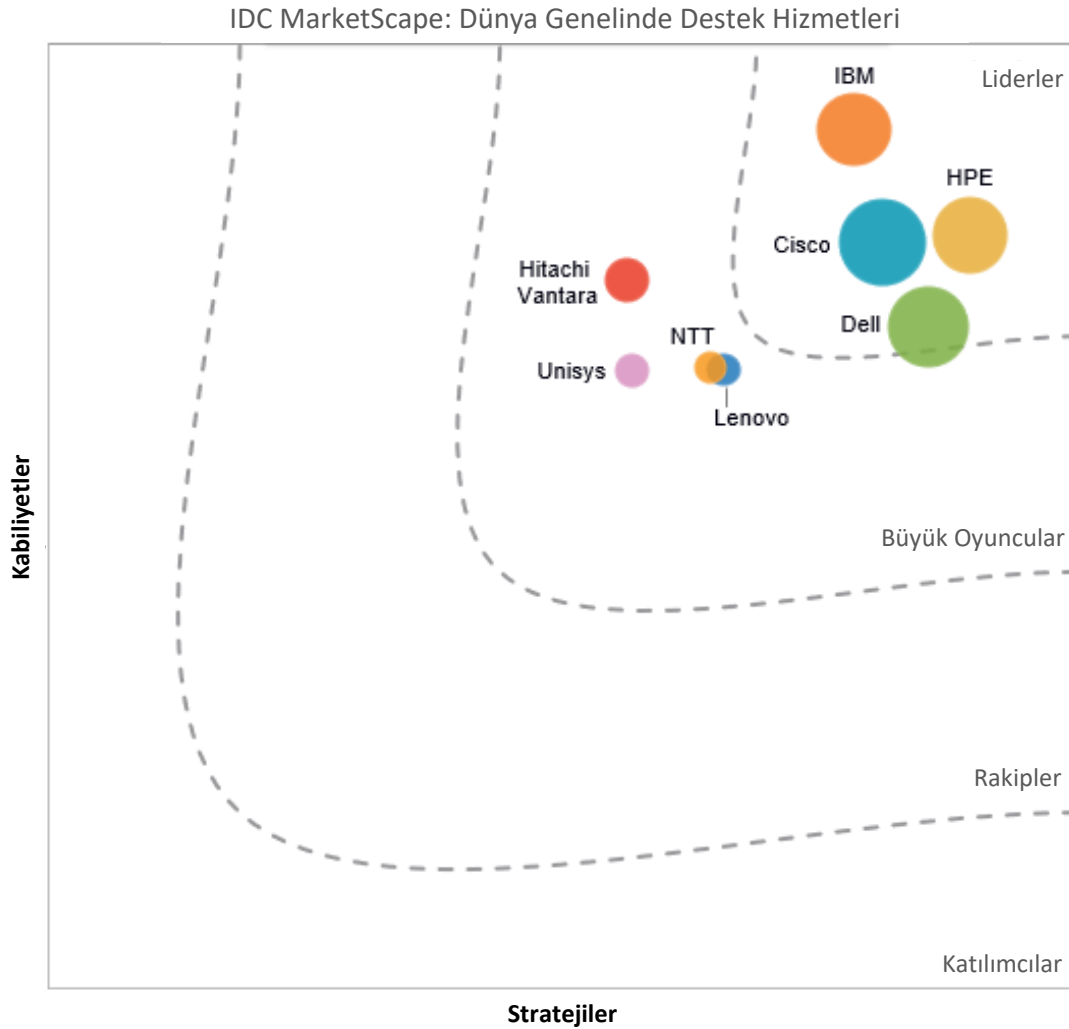 IDC MarketScape: Dünya Genelinde Destek Hizmetleri
IBM
Liderler
HPE
Cisco
Hitachi
Vantara
Dell
NTT
Unisys
Lenovo
Kabiliyetler
Büyük Oyuncular
Rakipler
Katılımcılar
Stratejiler